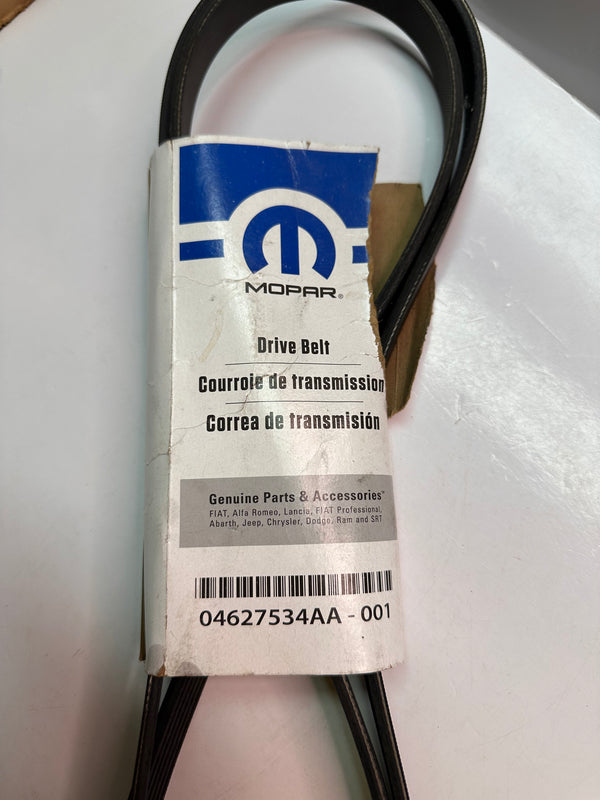 MOPAR®
Drive Belt
Courroie de transmission
Correa de transmisión
Genuine Parts & Accessories™
FIAT, Alfa Romeo, Lancia, FIAT Professional,
Abarth, Jeep, Chrysler, Dodge, Ram and SRT
04627534AA - 001